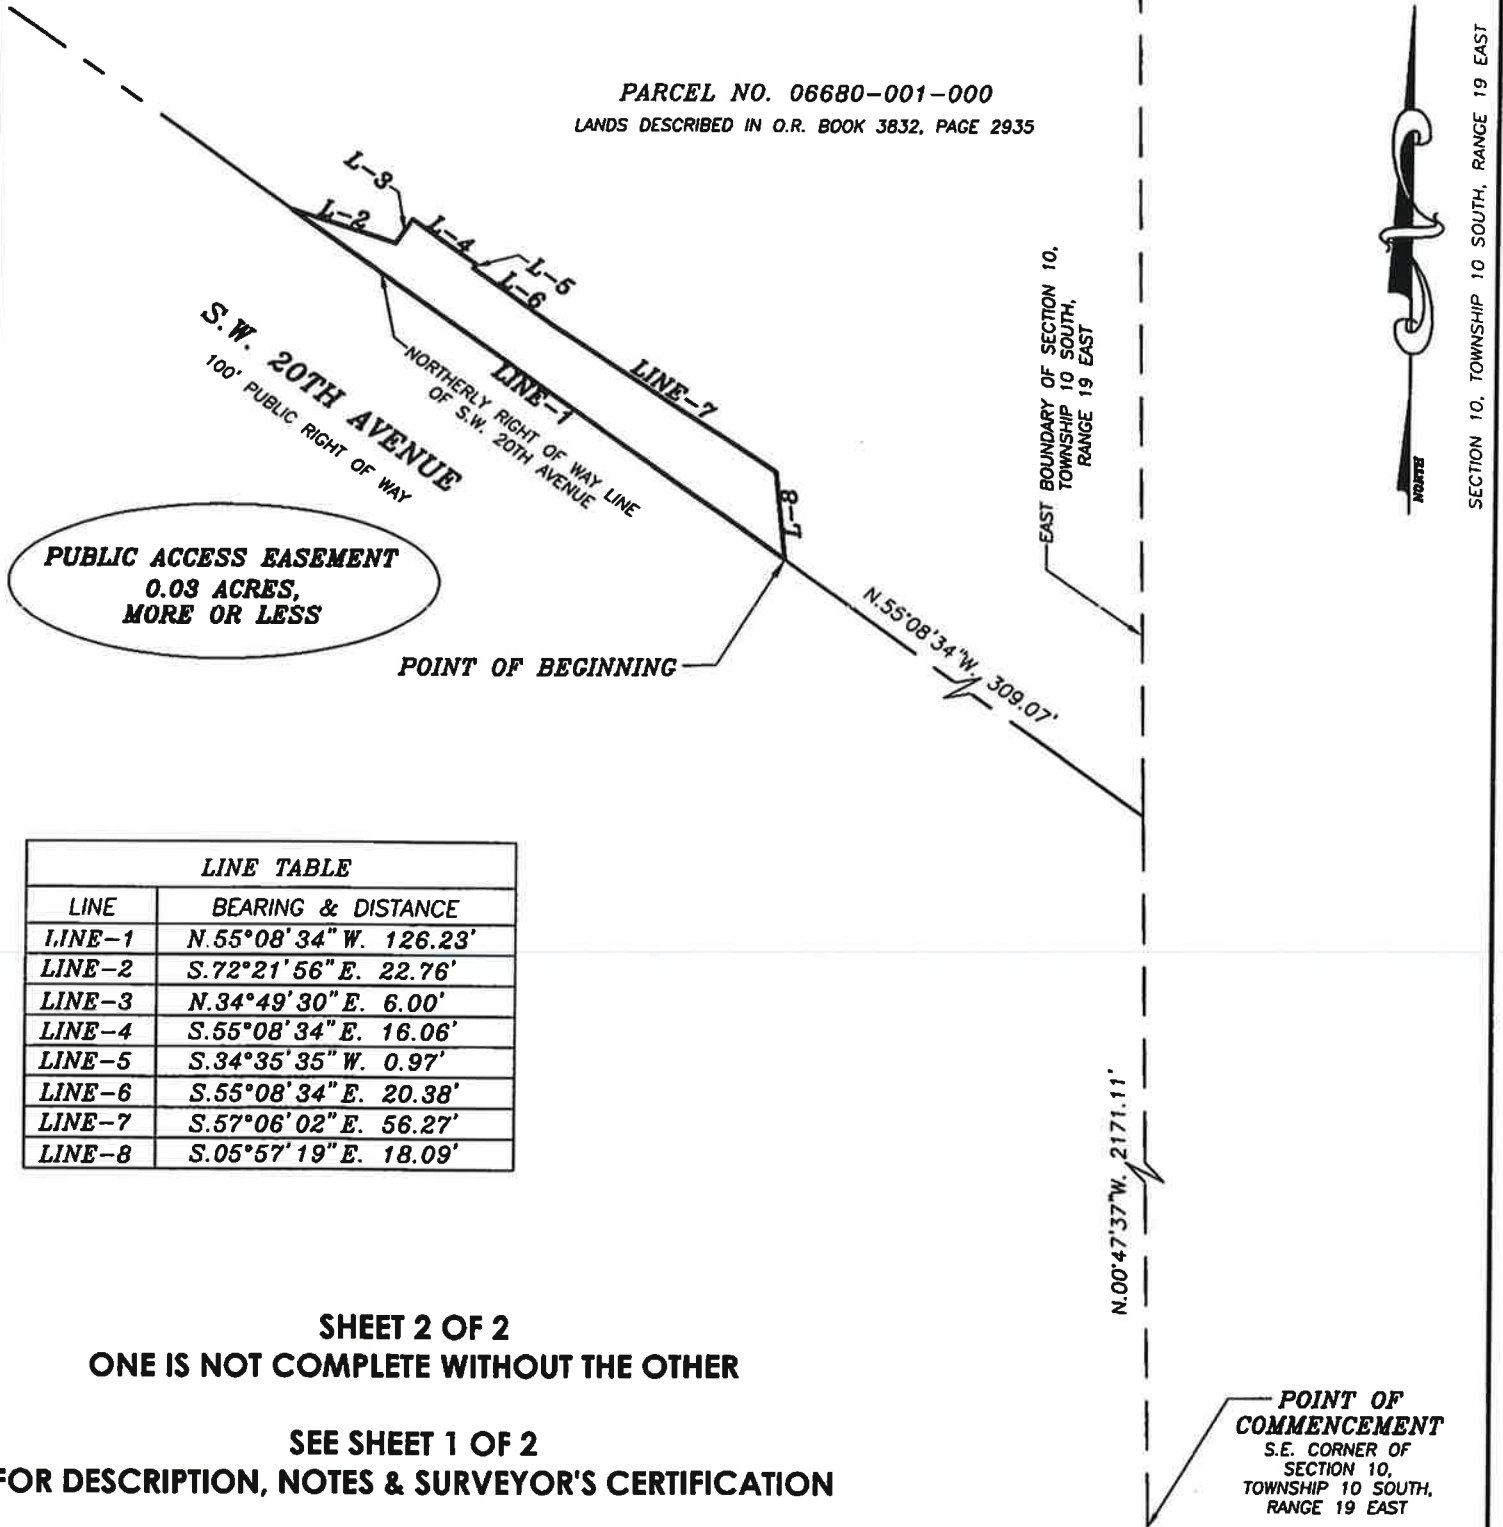 PARCEL NO. 06680-001-000
LANDS DESCRIBED IN O.R. BOOK 3832, PAGE 2935
SECTION 10, TOWNSHIP 10 SOUTH, RANGE 19 EAST
NORTH
L-3
L-2
L-4
L-5
L-6
LINE-7
LINE-1
L-8
S.W. 20TH AVENUE
100' PUBLIC RIGHT OF WAY
NORTHERLY RIGHT OF WAY LINE
OF S.W. 20TH AVENUE
EAST BOUNDARY OF SECTION 10,
TOWNSHIP 10 SOUTH,
RANGE 19 EAST
PUBLIC ACCESS EASEMENT
0.03 ACRES,
MORE OR LESS
POINT OF BEGINNING
N.55°08'34"W. 309.07'
LINE TABLE
LINE BEARING & DISTANCE
LINE-1 N.55°08'34"W. 126.23'
LINE-2 S.72°21'56"E. 22.76'
LINE-3 N.34°49'30"E. 6.00'
LINE-4 S.55°08'34"E. 16.06'
LINE-5 S.34°35'35"W. 0.97'
LINE-6 S.55°08'34"E. 20.38'
LINE-7 S.57°06'02"E. 56.27'
LINE-8 S.05°57'19"E. 18.09'
N.00°47'37"W. 2171.11'
SHEET 2 OF 2
ONE IS NOT COMPLETE WITHOUT THE OTHER
SEE SHEET 1 OF 2
FOR DESCRIPTION, NOTES & SURVEYOR'S CERTIFICATION
POINT OF
COMMENCEMENT
S.E. CORNER OF
SECTION 10,
TOWNSHIP 10 SOUTH,
RANGE 19 EAST